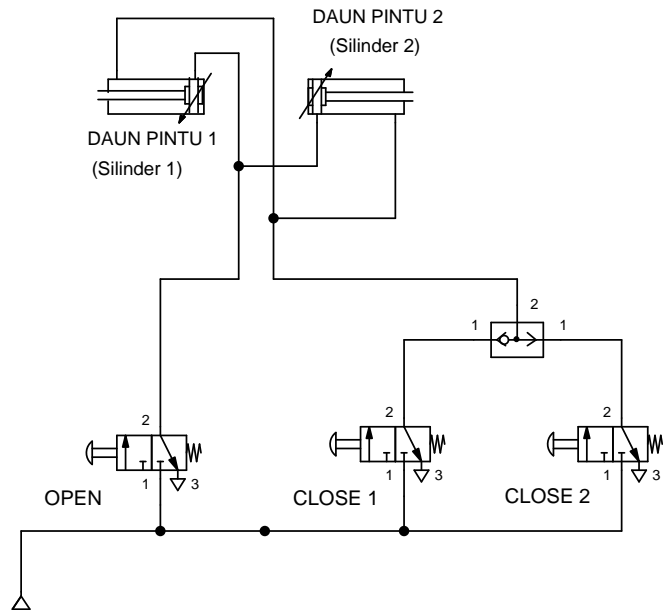 DAUN PINTU 2
(Silinder 2)
DAUN PINTU 1
(Silinder 1)
2
1 1
2
1 3
OPEN
2
1 3
CLOSE 1
2
1 3
CLOSE 2